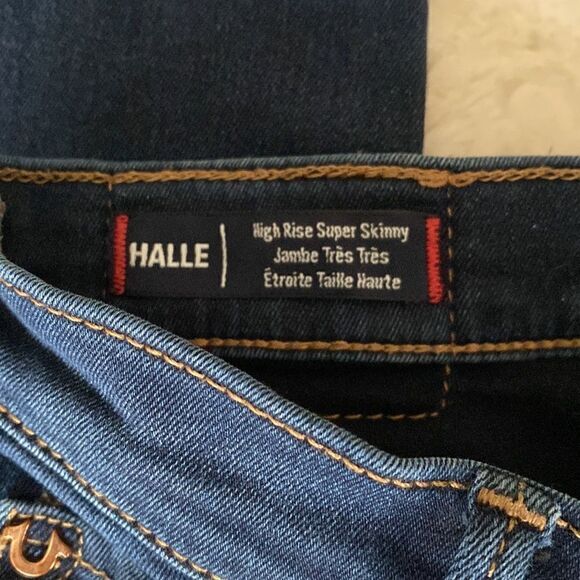 HALLE
High Rise Super Skinny
Jambe Très Très
Étroite Taille Haute